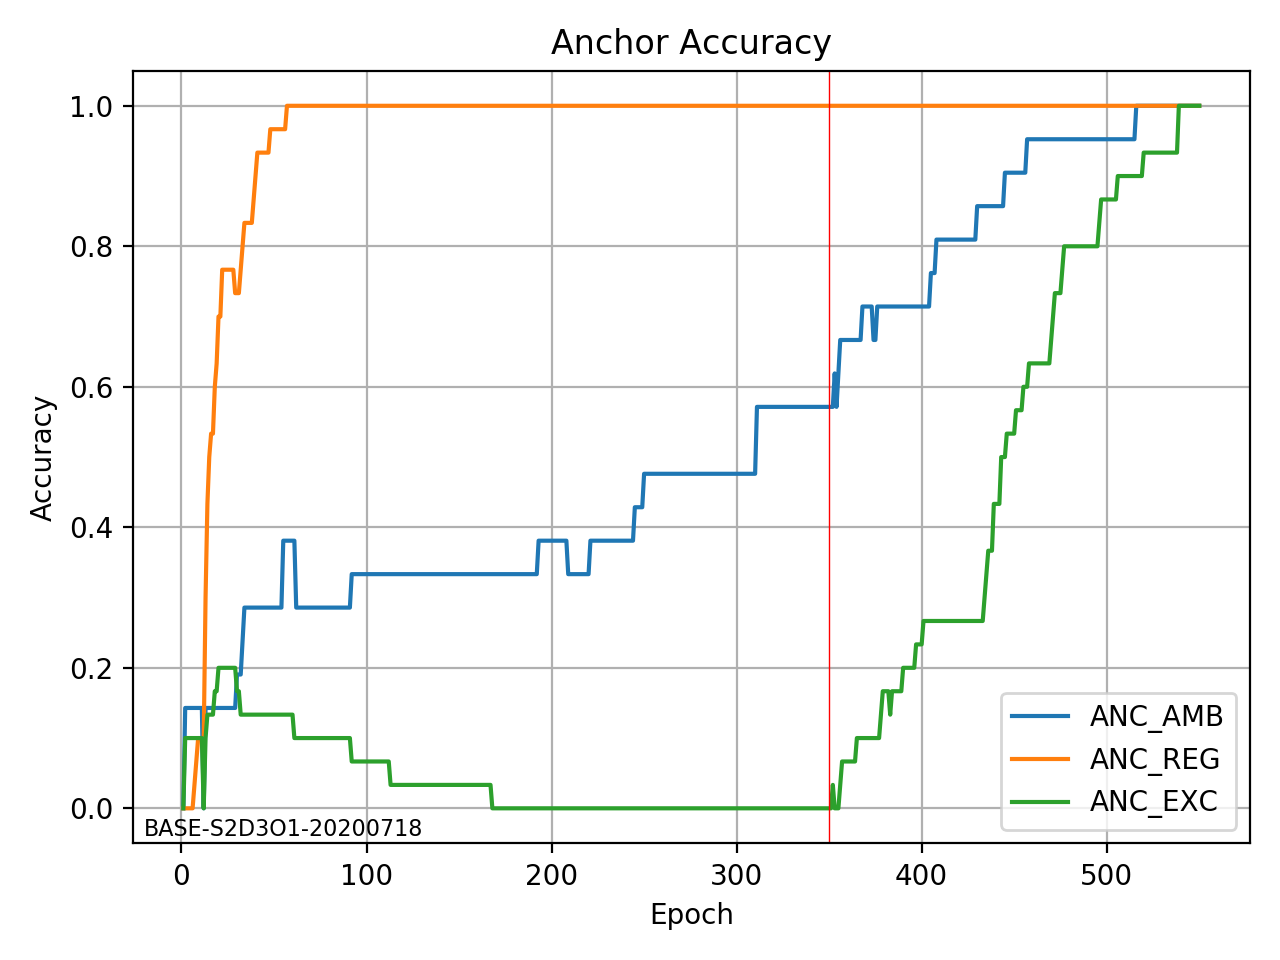 Anchor Accuracy
1.0
0.8
0.6
0.4
0.2
0.0
Accuracy
BASE-S2D3O1-20200718
ANC_AMB
ANC_REG
ANC_EXC
0 100 200 300 400 500
Epoch